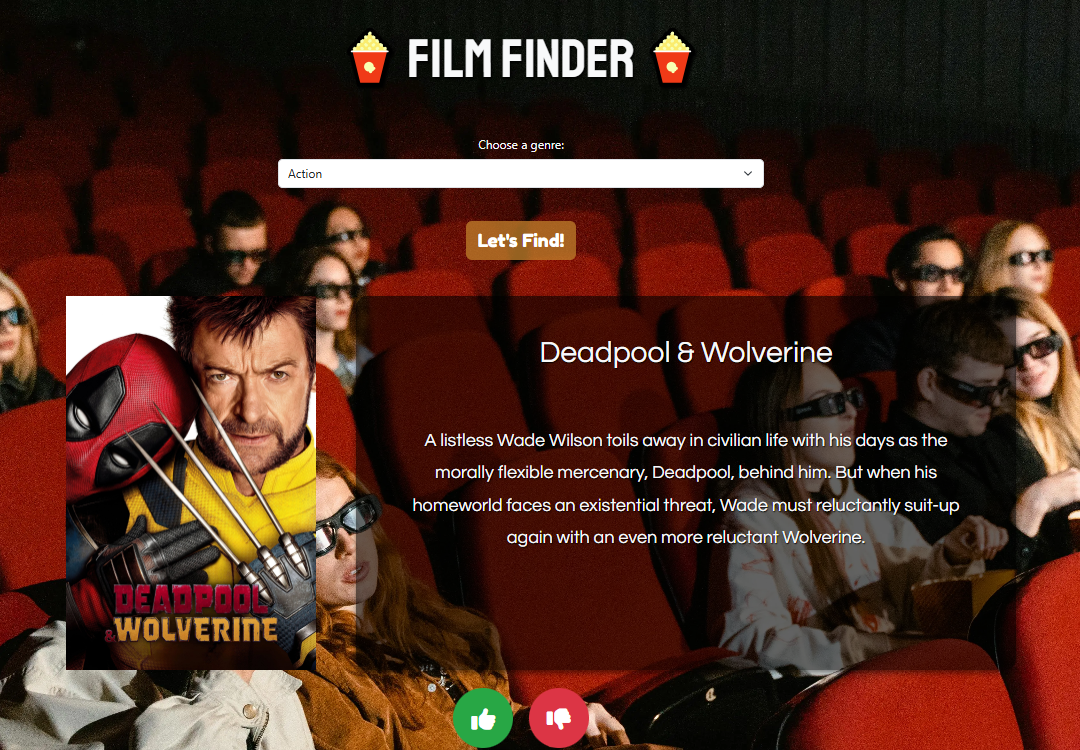 FILM FINDER
Choose a genre:
Action
Let's Find!
Deadpool & Wolverine
A listless Wade Wilson toils away in civilian life with his days as the
morally flexible mercenary, Deadpool, behind him. But when his
homeworld faces an existential threat, Wade must reluctantly suit-up
again with an even more reluctant Wolverine.
DEADPOOL
&WOLVERINE